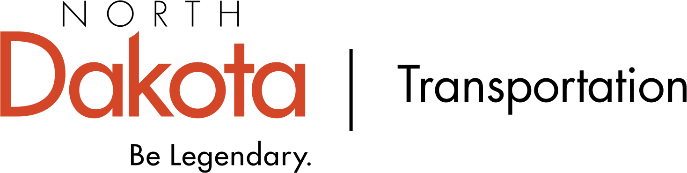 NORTH
Dakota
Be Legendary.
Transportation